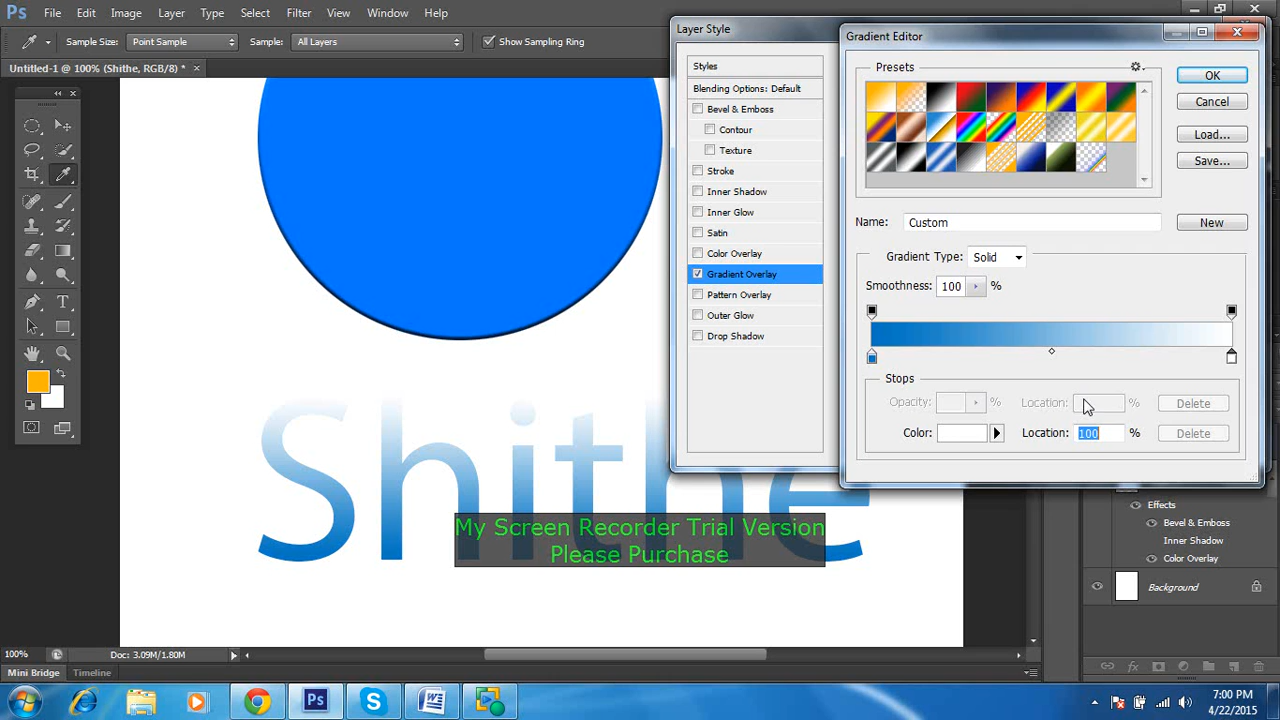 Ps File Edit Image Layer Type Select Filter View Window Help
Sample Size: Point Sample Sample: All Layers Show Sampling Ring
Untitled-1 @ 100% (Shithe, RGB/8) *
Layer Style
Styles
Blending Options: Default
Bevel & Emboss
Contour
Texture
Stroke
Inner Shadow
Inner Glow
Satin
Color Overlay
Gradient Overlay
Pattern Overlay
Outer Glow
Drop Shadow
Gradient Editor
Presets
OK
Cancel
Load...
Save...
Name: Custom New
Gradient Type: Solid
Smoothness: 100 %
Stops
Opacity: % Location: % Delete
Color: Location: 100 % Delete
Shithe
My Screen Recorder Trial Version
Please Purchase
Effects
Bevel & Emboss
Inner Shadow
Color Overlay
Background
100% Doc: 3.09M/1.80M
Mini Bridge Timeline
Ps
7:00 PM
4/22/2015